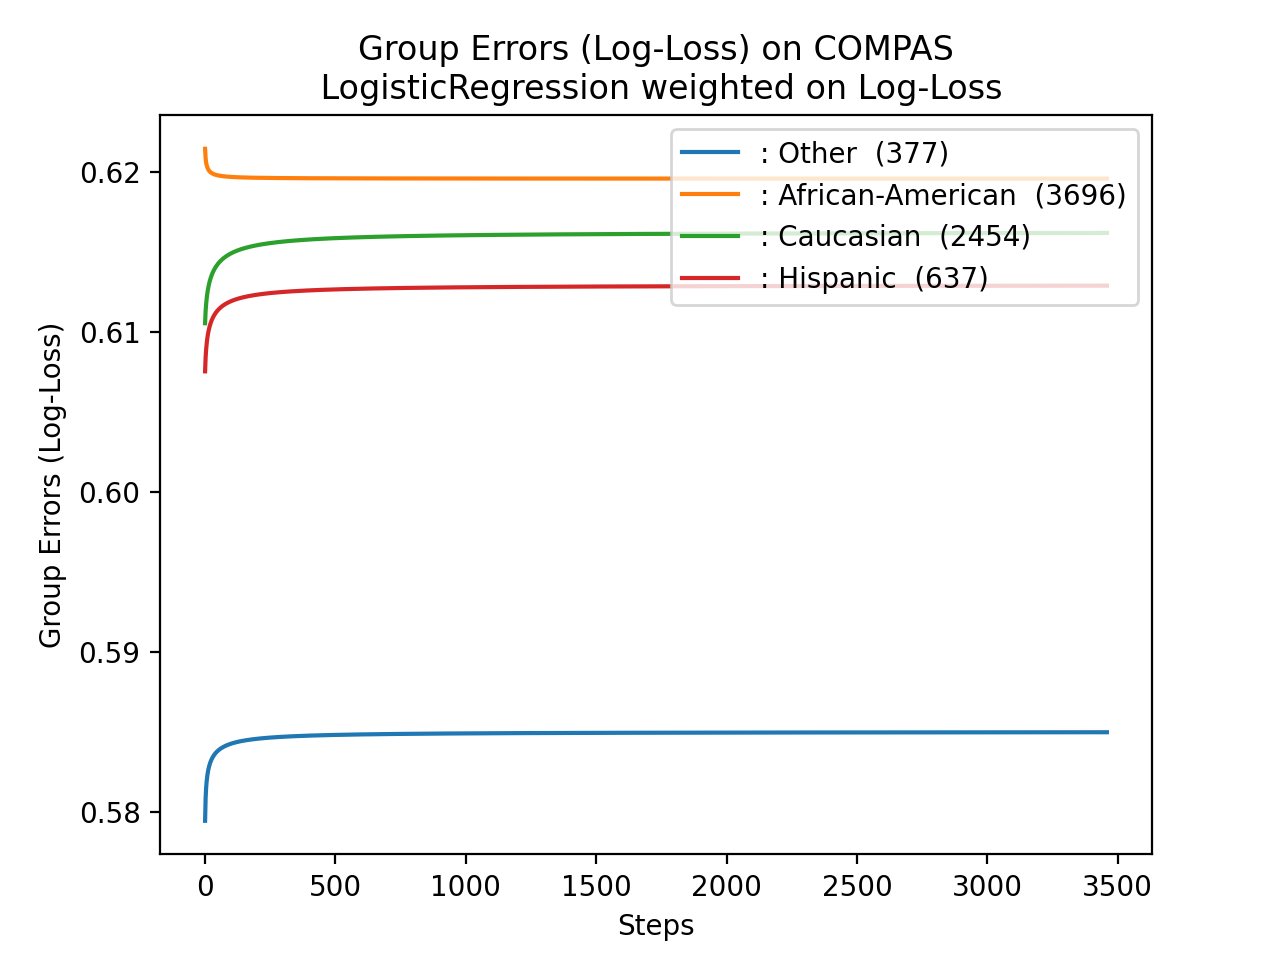 Group Errors (Log-Loss) on COMPAS
LogisticRegression weighted on Log-Loss
: Other (377)
: African-American (3696)
: Caucasian (2454)
: Hispanic (637)
Group Errors (Log-Loss)
0.62
0.61
0.60
0.59
0.58
0 500 1000 1500 2000 2500 3000 3500
Steps